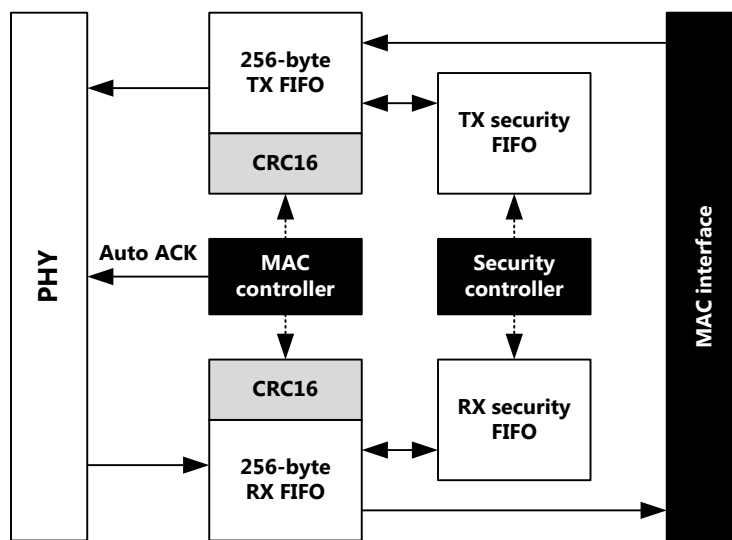 256-byte
TX FIFO
TX security
FIFO
CRC16
PHY
Auto ACK
MAC
controller
Security
controller
MAC interface
CRC16
RX security
FIFO
256-byte
RX FIFO